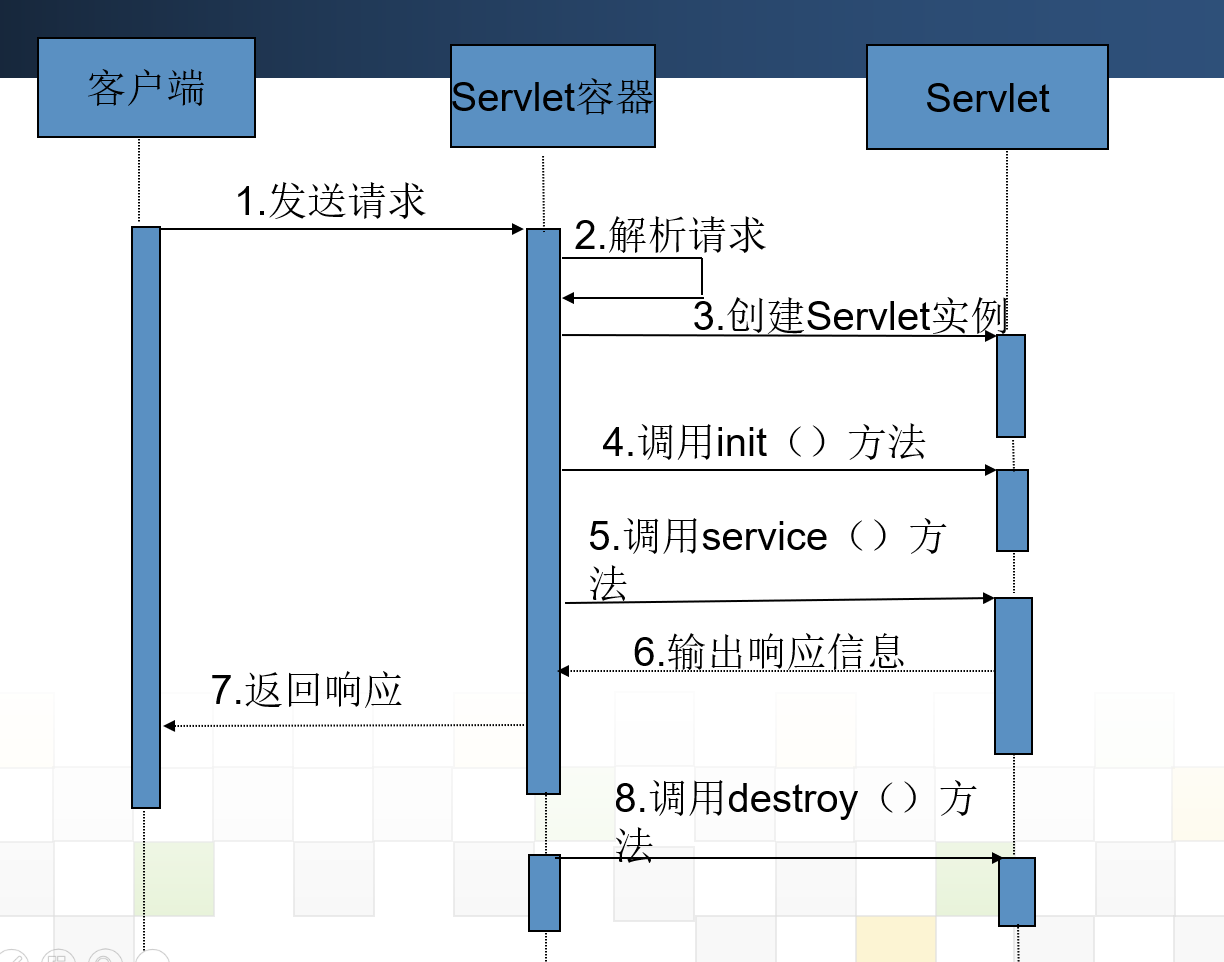 客户端
Servlet容器
Servlet
1.发送请求
2.解析请求
3.创建Servlet实例
4.调用init（）方法
5.调用service（）方
法
6.输出响应信息
7.返回响应
8.调用destroy（）方
法